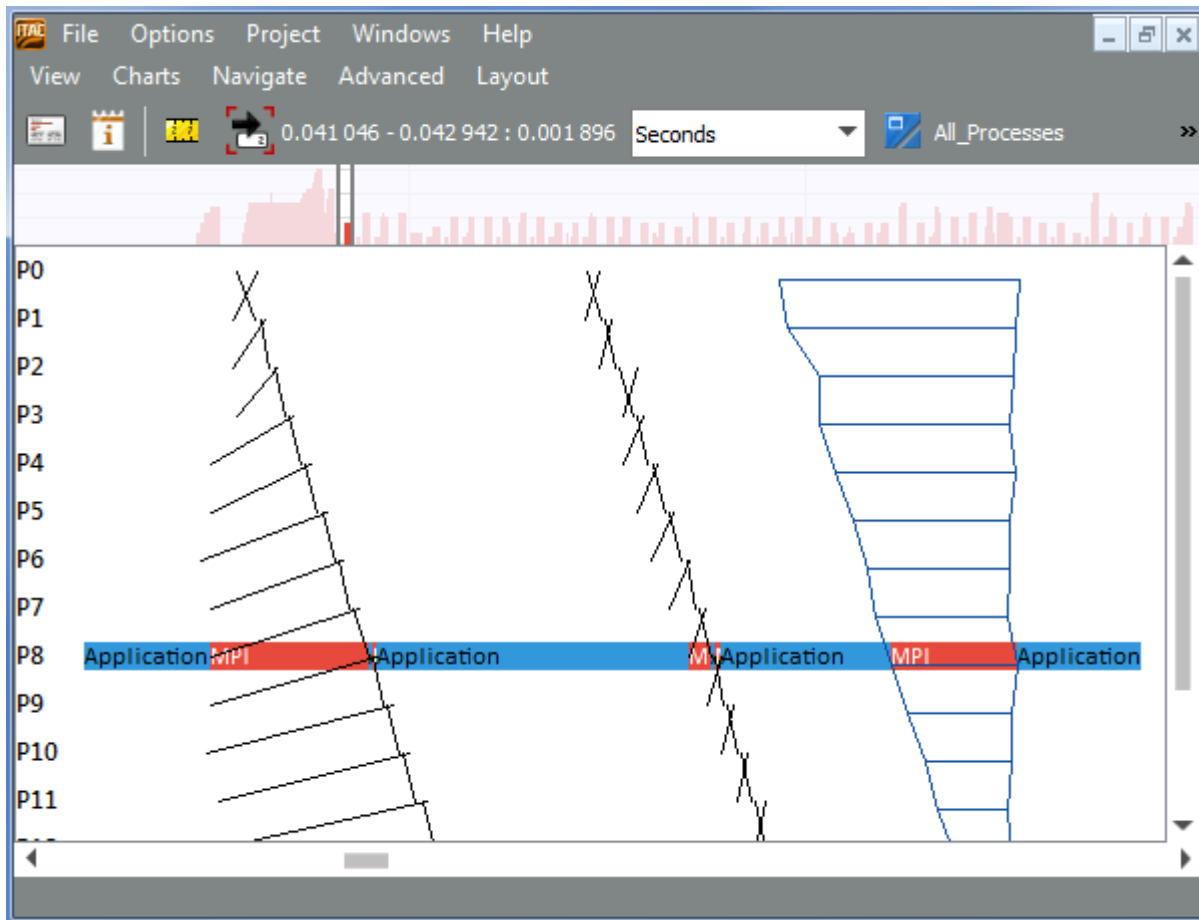 ITAC File Options Project Windows Help
View Charts Navigate Advanced Layout
0.041 046 - 0.042 942 : 0.001 896 Seconds All_Processes »
P0
P1
P2
P3
P4
P5
P6
P7
P8 Application MPI Application M Application MPI Application
P9
P10
P11